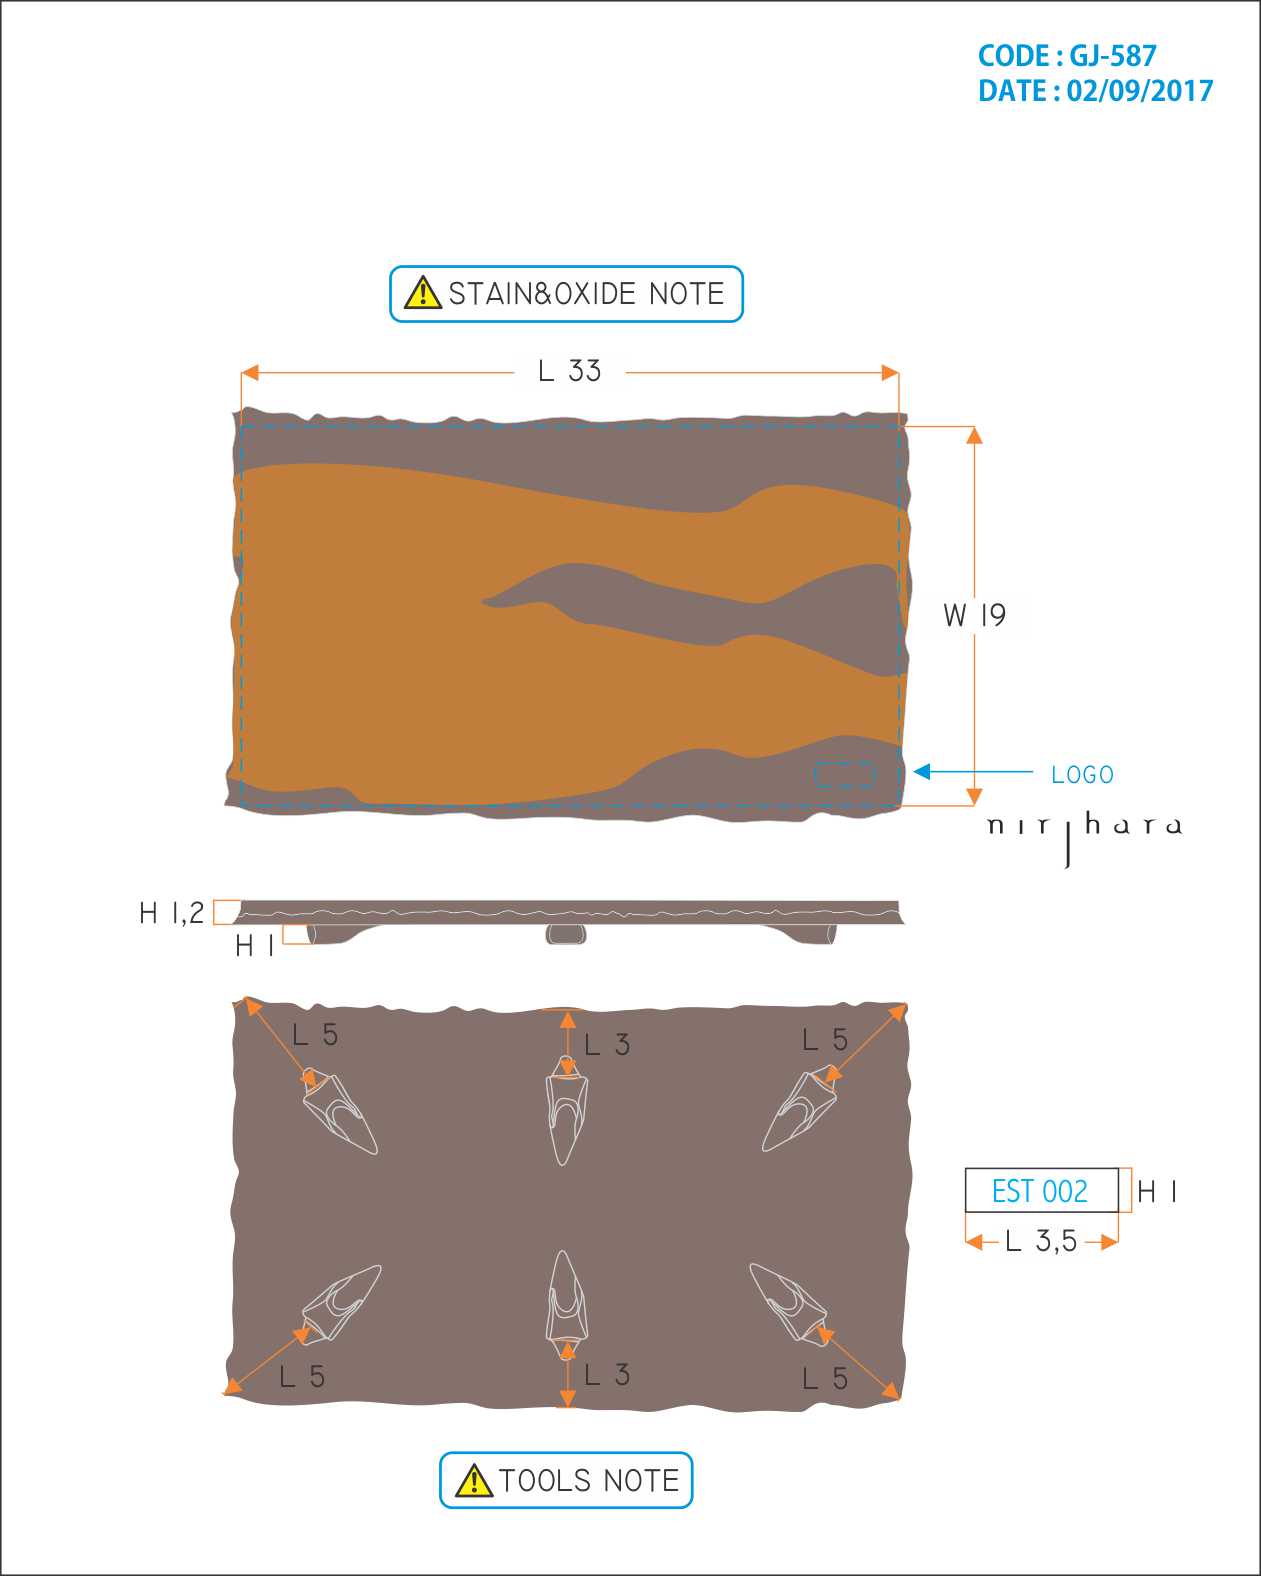 CODE : GJ-587
DATE : 02/09/2017
STAIN&OXIDE NOTE
L 33
W 19
LOGO
nirjhara
H 1,2
H 1
L 5
L 3
L 5
EST 002
H 1
L 3,5
L 5
L 3
L 5
TOOLS NOTE